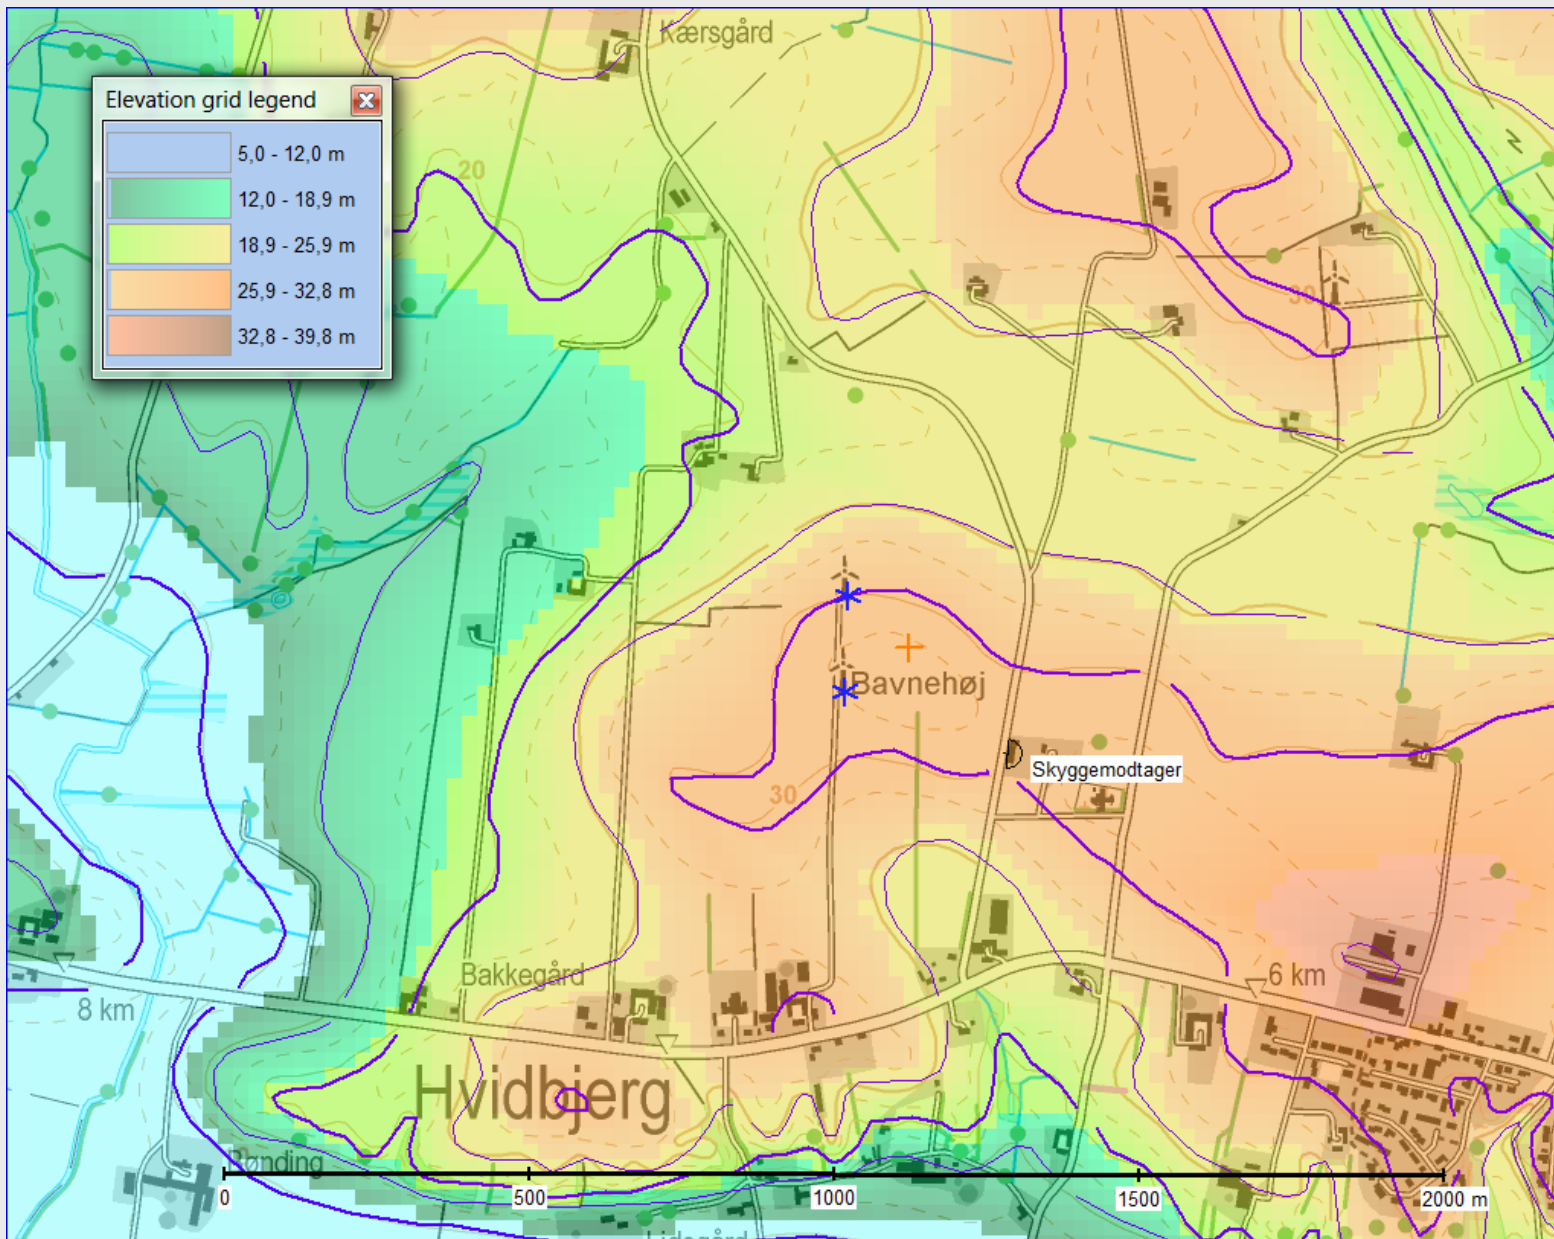 Kærsgård
Elevation grid legend
5,0 - 12,0 m
12,0 - 18,9 m
18,9 - 25,9 m
25,9 - 32,8 m
32,8 - 39,8 m
20
30
Bavnehøj
Skyggemodtager
30
Bakkegård
6 km
8 km
Hvidbjerg
Rønding
0
500
1000
1500
2000 m